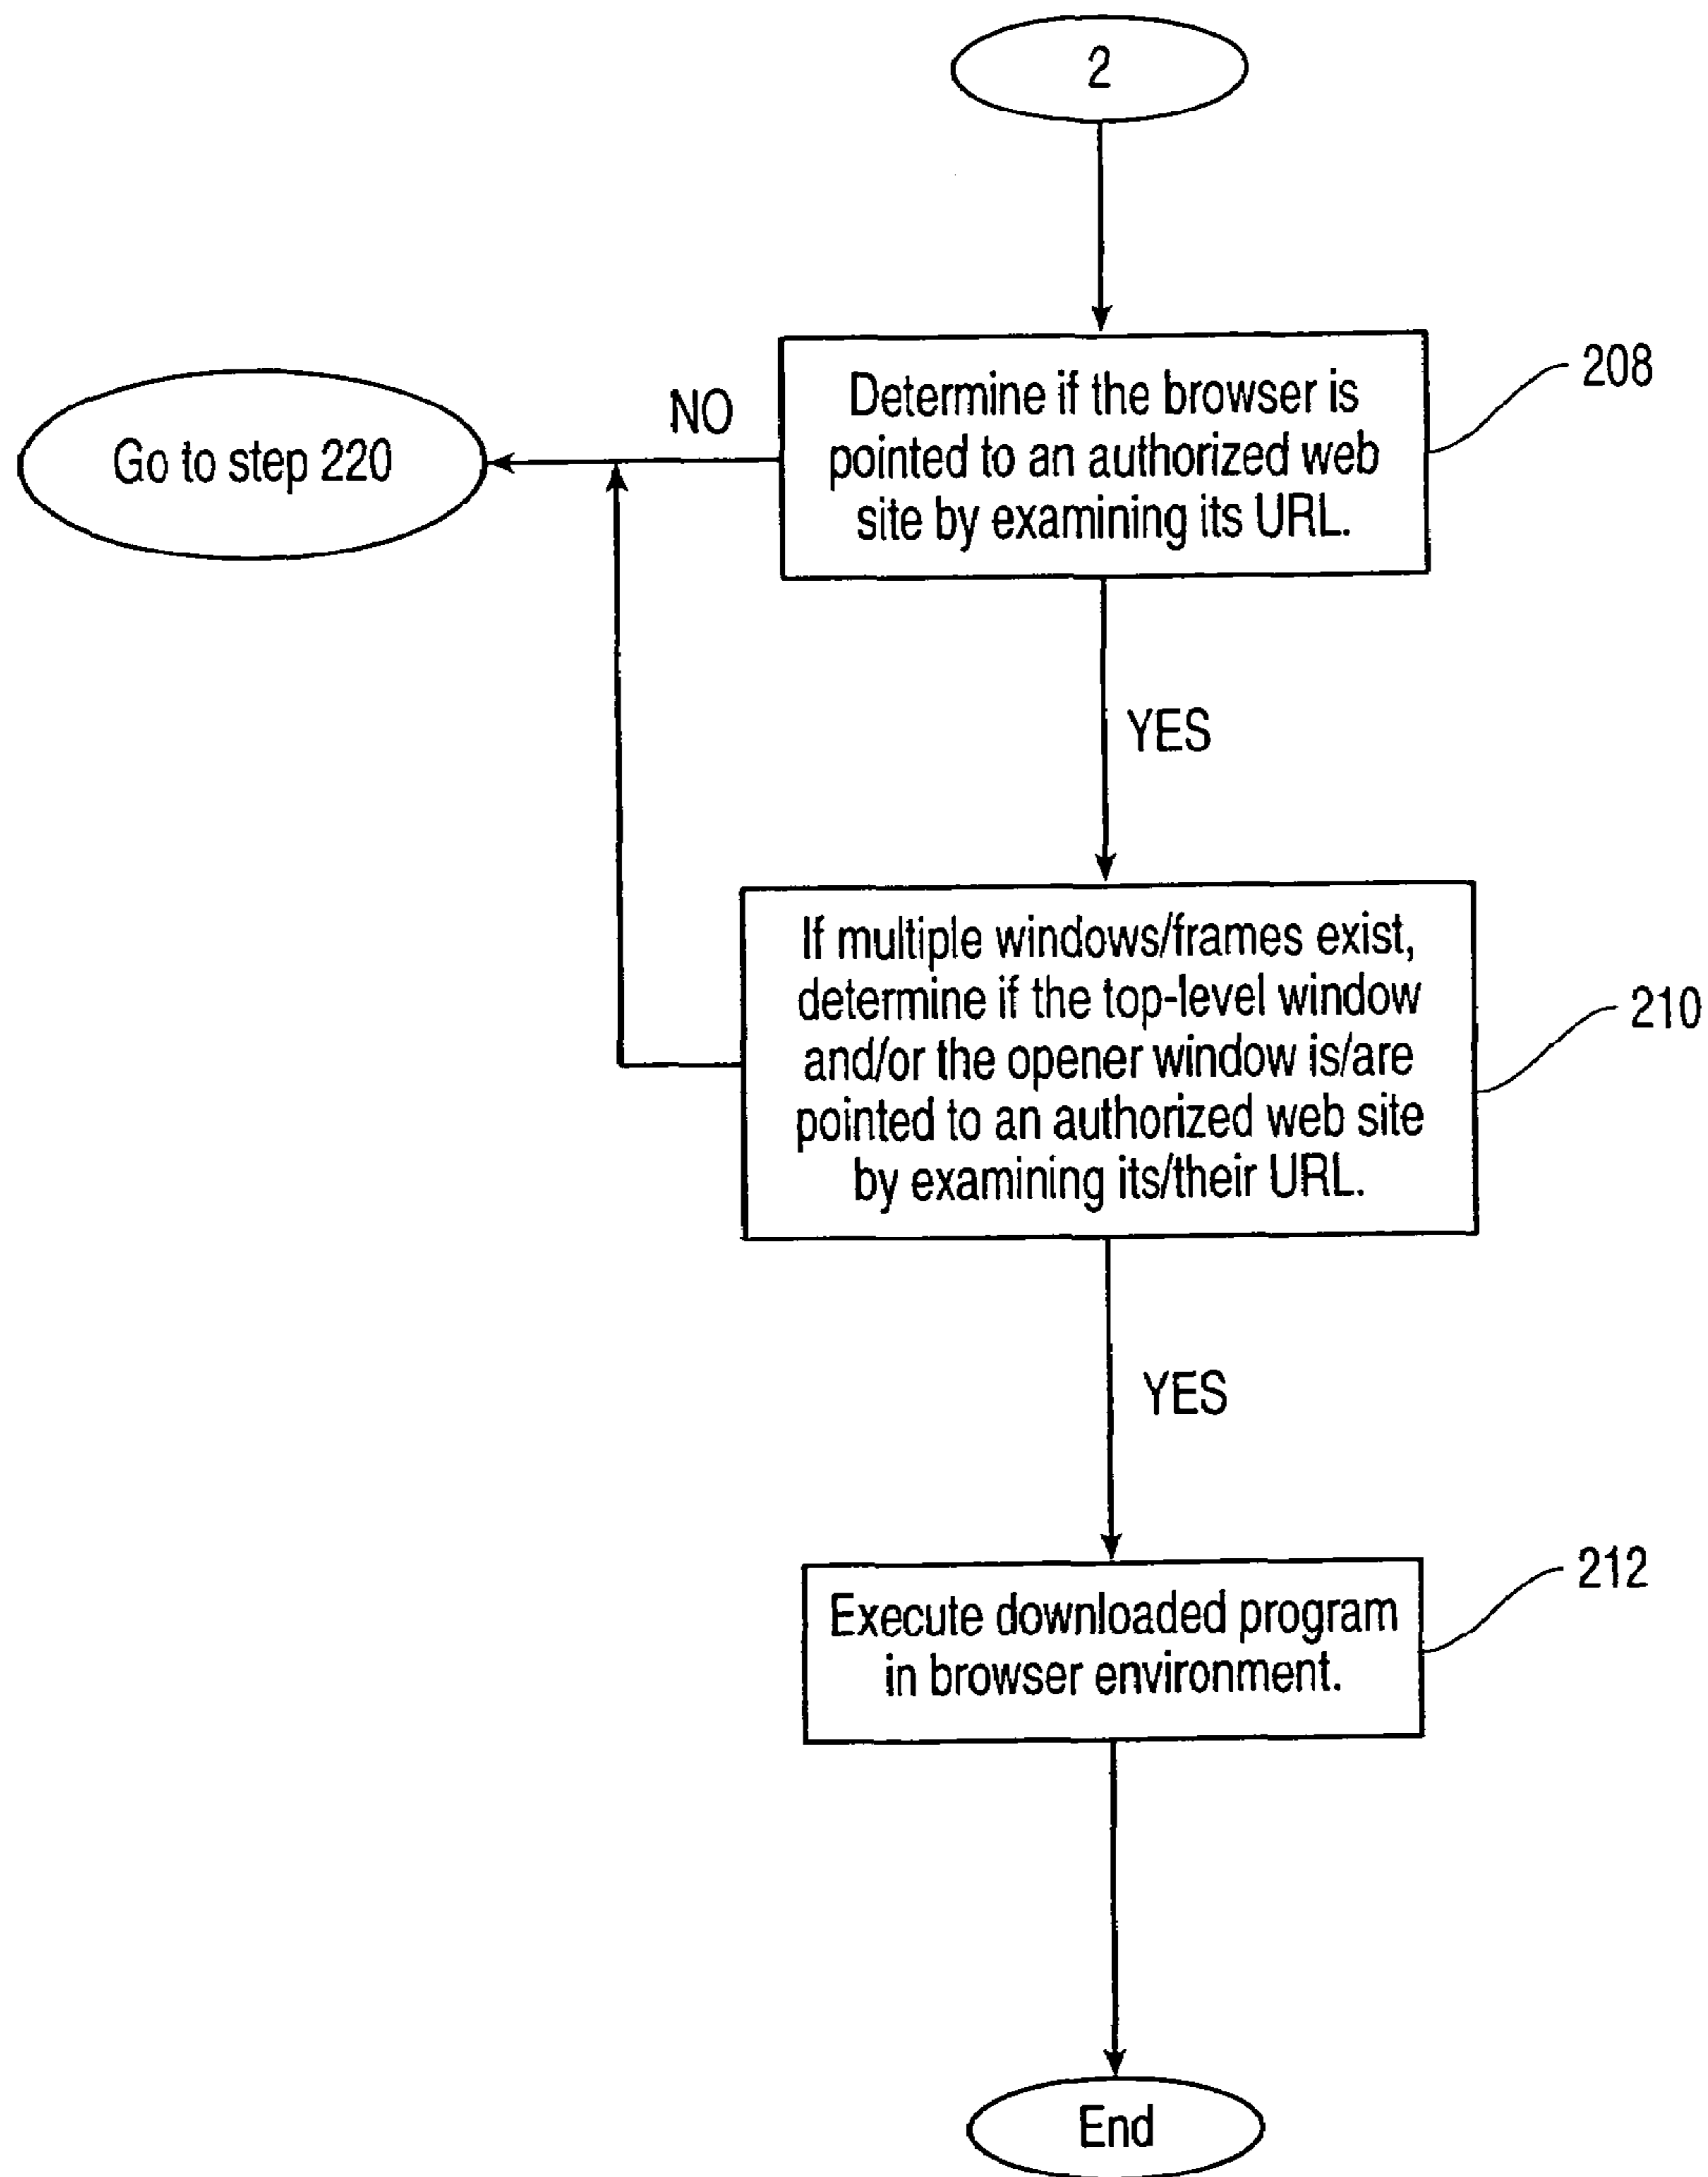 2
208
Determine if the browser is
pointed to an authorized web
site by examining its URL.
NO
Go to step 220
YES
If multiple windows/frames exist,
determine if the top-level window
and/or the opener window is/are
pointed to an authorized web site
by examining its/their URL.
210
YES
212
Execute downloaded program
in browser environment.
End